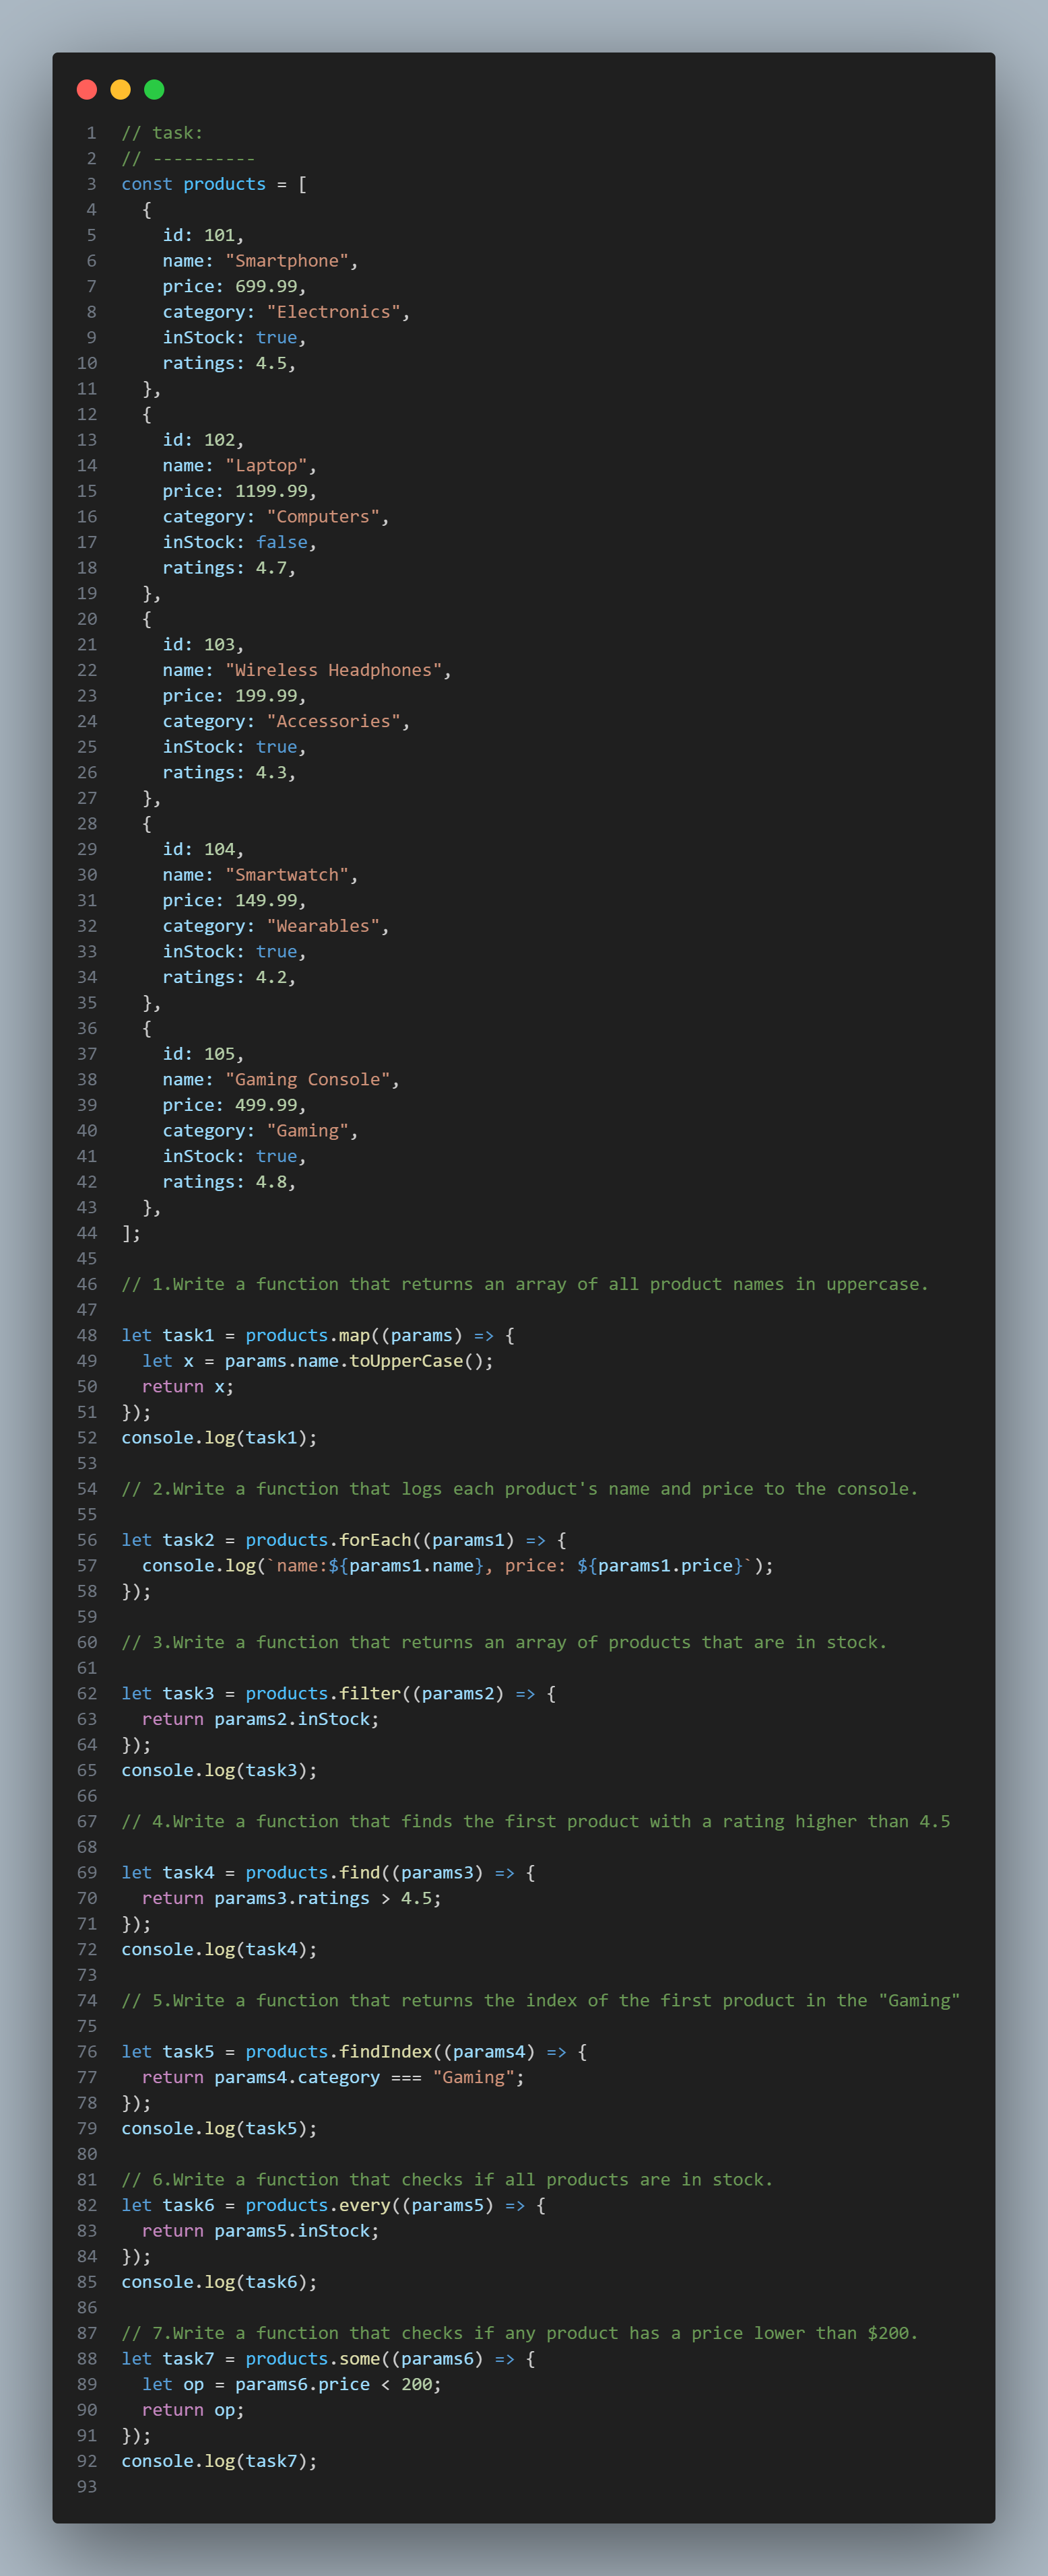 1 // task:
2 // ----------
3 const products = [
4   {
5     id: 101,
6     name: "Smartphone",
7     price: 699.99,
8     category: "Electronics",
9     inStock: true,
10     ratings: 4.5,
11   },
12   {
13     id: 102,
14     name: "Laptop",
15     price: 1199.99,
16     category: "Computers",
17     inStock: false,
18     ratings: 4.7,
19   },
20   {
21     id: 103,
22     name: "Wireless Headphones",
23     price: 199.99,
24     category: "Accessories",
25     inStock: true,
26     ratings: 4.3,
27   },
28   {
29     id: 104,
30     name: "Smartwatch",
31     price: 149.99,
32     category: "Wearables",
33     inStock: true,
34     ratings: 4.2,
35   },
36   {
37     id: 105,
38     name: "Gaming Console",
39     price: 499.99,
40     category: "Gaming",
41     inStock: true,
42     ratings: 4.8,
43   },
44 ];
45
46 // 1.Write a function that returns an array of all product names in uppercase.
47
48 let task1 = products.map((params) => {
49   let x = params.name.toUpperCase();
50   return x;
51 });
52 console.log(task1);
53
54 // 2.Write a function that logs each product's name and price to the console.
55
56 let task2 = products.forEach((params1) => {
57   console.log(`name:${params1.name}, price: ${params1.price}`);
58 });
59
60 // 3.Write a function that returns an array of products that are in stock.
61
62 let task3 = products.filter((params2) => {
63   return params2.inStock;
64 });
65 console.log(task3);
66
67 // 4.Write a function that finds the first product with a rating higher than 4.5
68
69 let task4 = products.find((params3) => {
70   return params3.ratings > 4.5;
71 });
72 console.log(task4);
73
74 // 5.Write a function that returns the index of the first product in the "Gaming"
75
76 let task5 = products.findIndex((params4) => {
77   return params4.category === "Gaming";
78 });
79 console.log(task5);
80
81 // 6.Write a function that checks if all products are in stock.
82 let task6 = products.every((params5) => {
83   return params5.inStock;
84 });
85 console.log(task6);
86
87 // 7.Write a function that checks if any product has a price lower than $200.
88 let task7 = products.some((params6) => {
89   let op = params6.price < 200;
90   return op;
91 });
92 console.log(task7);
93